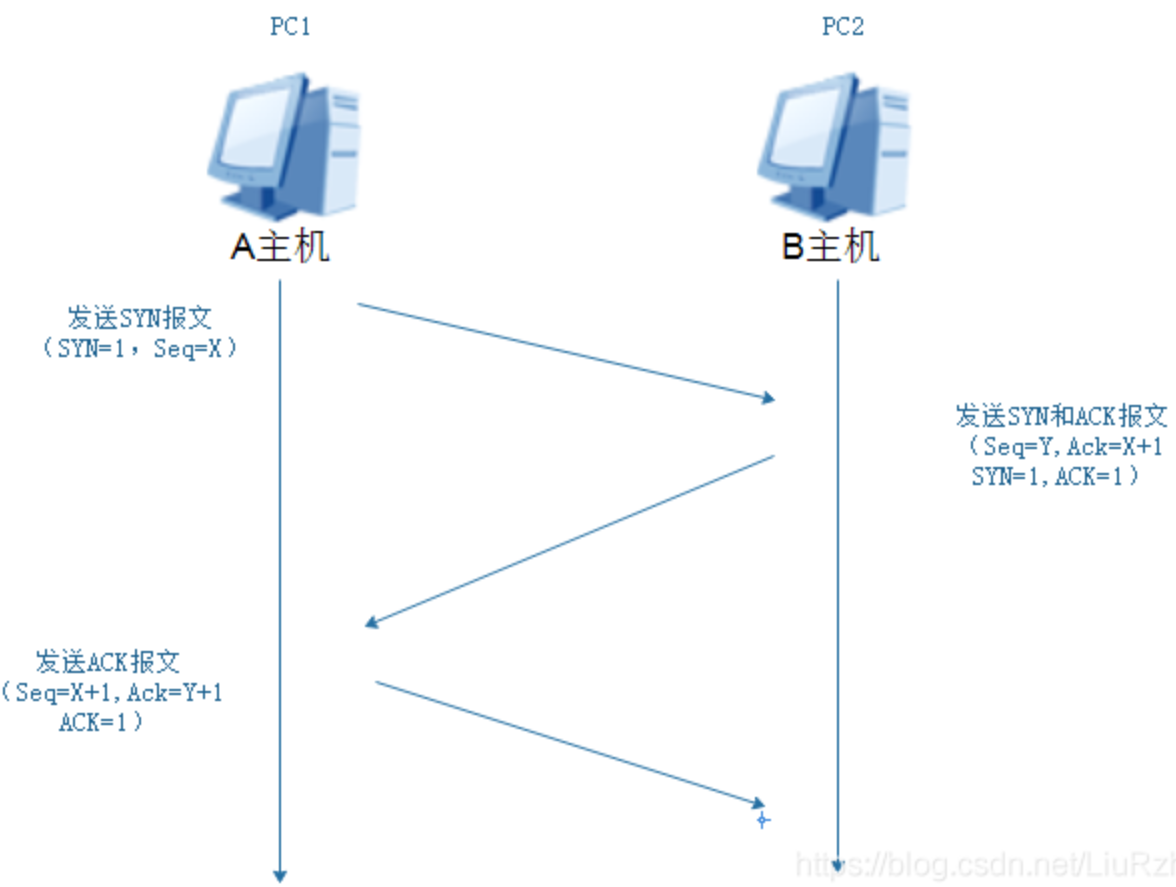 PC1
PC2
A主机
B主机
发送SYN报文
（SYN=1，Seq=X）
发送SYN和ACK报文
（Seq=Y,Ack=X+1
SYN=1,ACK=1）
发送ACK报文
（Seq=X+1,Ack=Y+1
ACK=1）
https://blog.csdn.net/LiuRzh